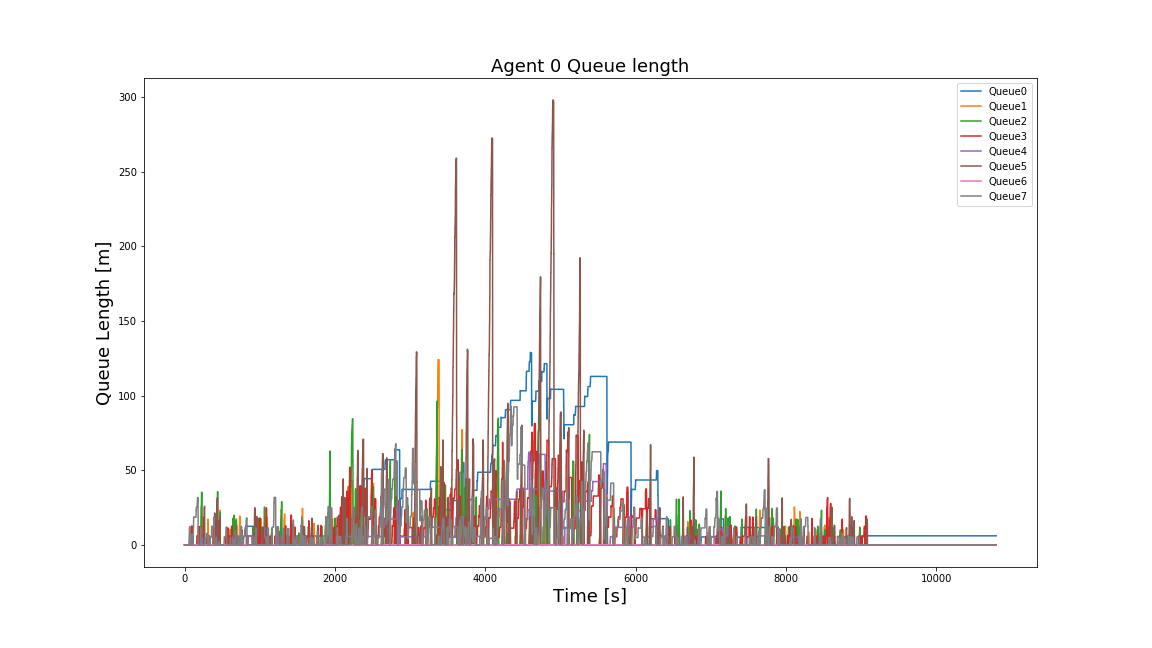 Agent 0 Queue length
Queue Length [m]
300
250
200
150
100
50
0
Queue0
Queue1
Queue2
Queue3
Queue4
Queue5
Queue6
Queue7
0 2000 4000 6000 8000 10000
Time [s]